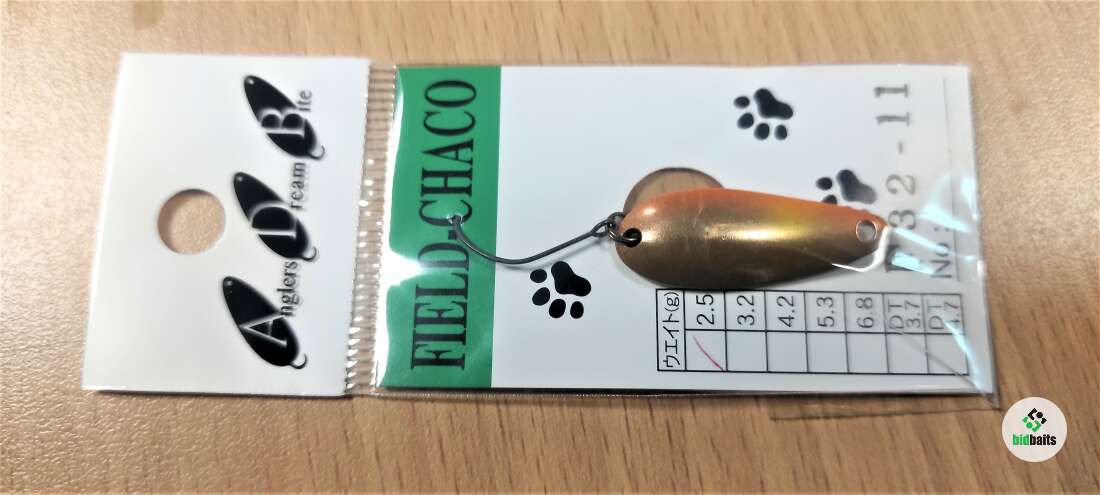 Anglers
Dream
Bite
FIELD-CHACO
ウエイト(g)
2.5
3.2
4.2
5.3
6.8
DT
3.7
DT
4.7
No.
32-11
bidbaits